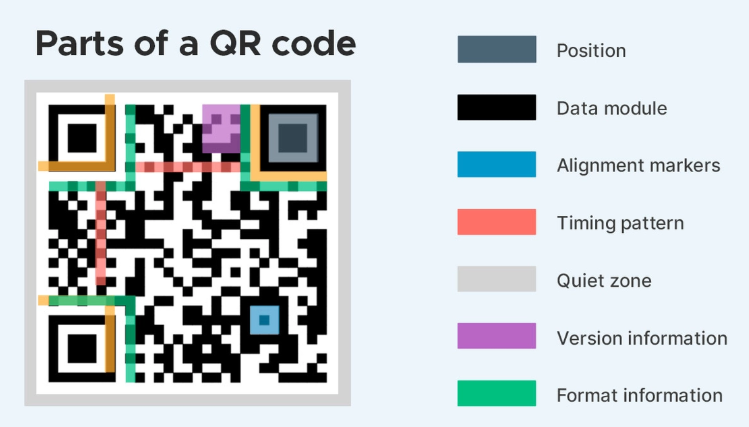 Parts of a QR code
Position
Data module
Alignment markers
Timing pattern
Quiet zone
Version information
Format information